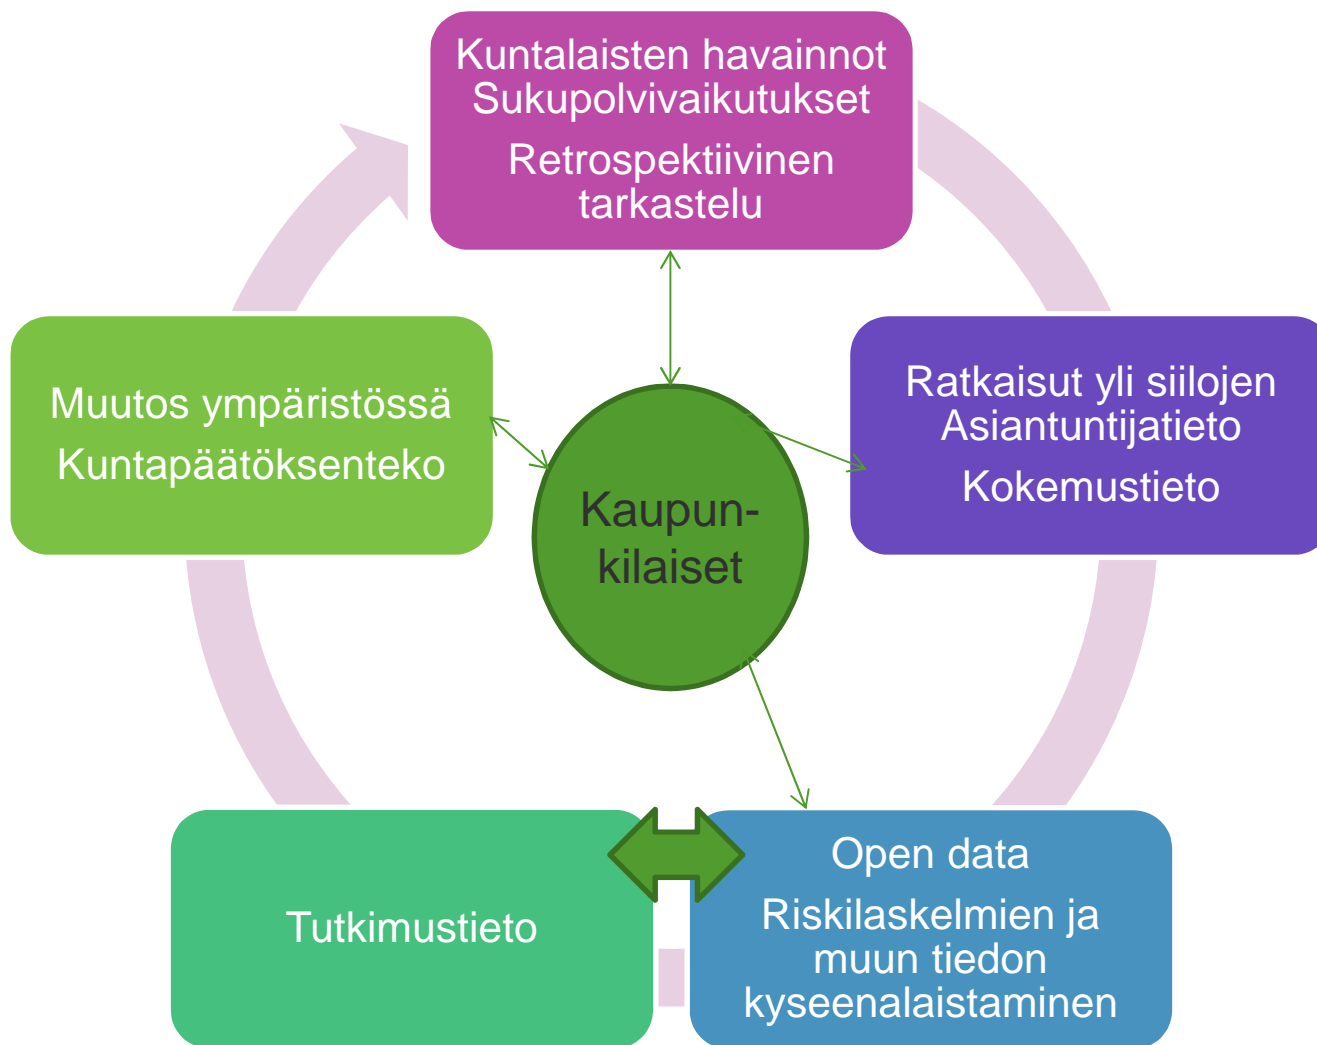 Kuntalaisten havainnot
Sukupolvivaikutukset
Retrospektiivinen
tarkastelu
Ratkaisut yli siilojen
Asiantuntijatieto
Kokemustieto
Open data
Riskilaskelmien ja
muun tiedon
kyseenalaistaminen
Tutkimustieto
Muutos ympäristössä
Kuntapäätöksenteko
Kaupun-
kilaiset